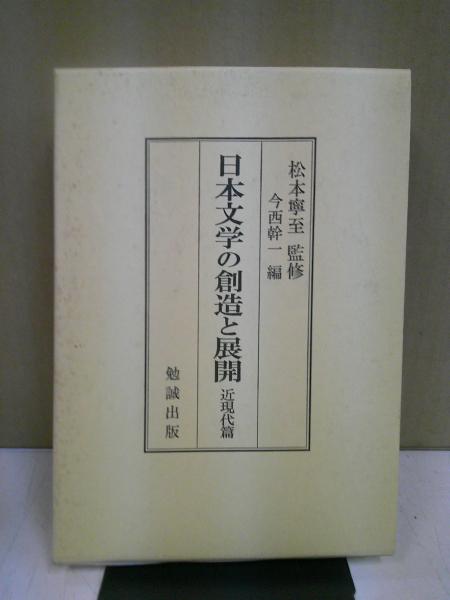 松本寧至 監修
今西幹一 編
日本文学の創造と展開 近現代篇
勉誠出版